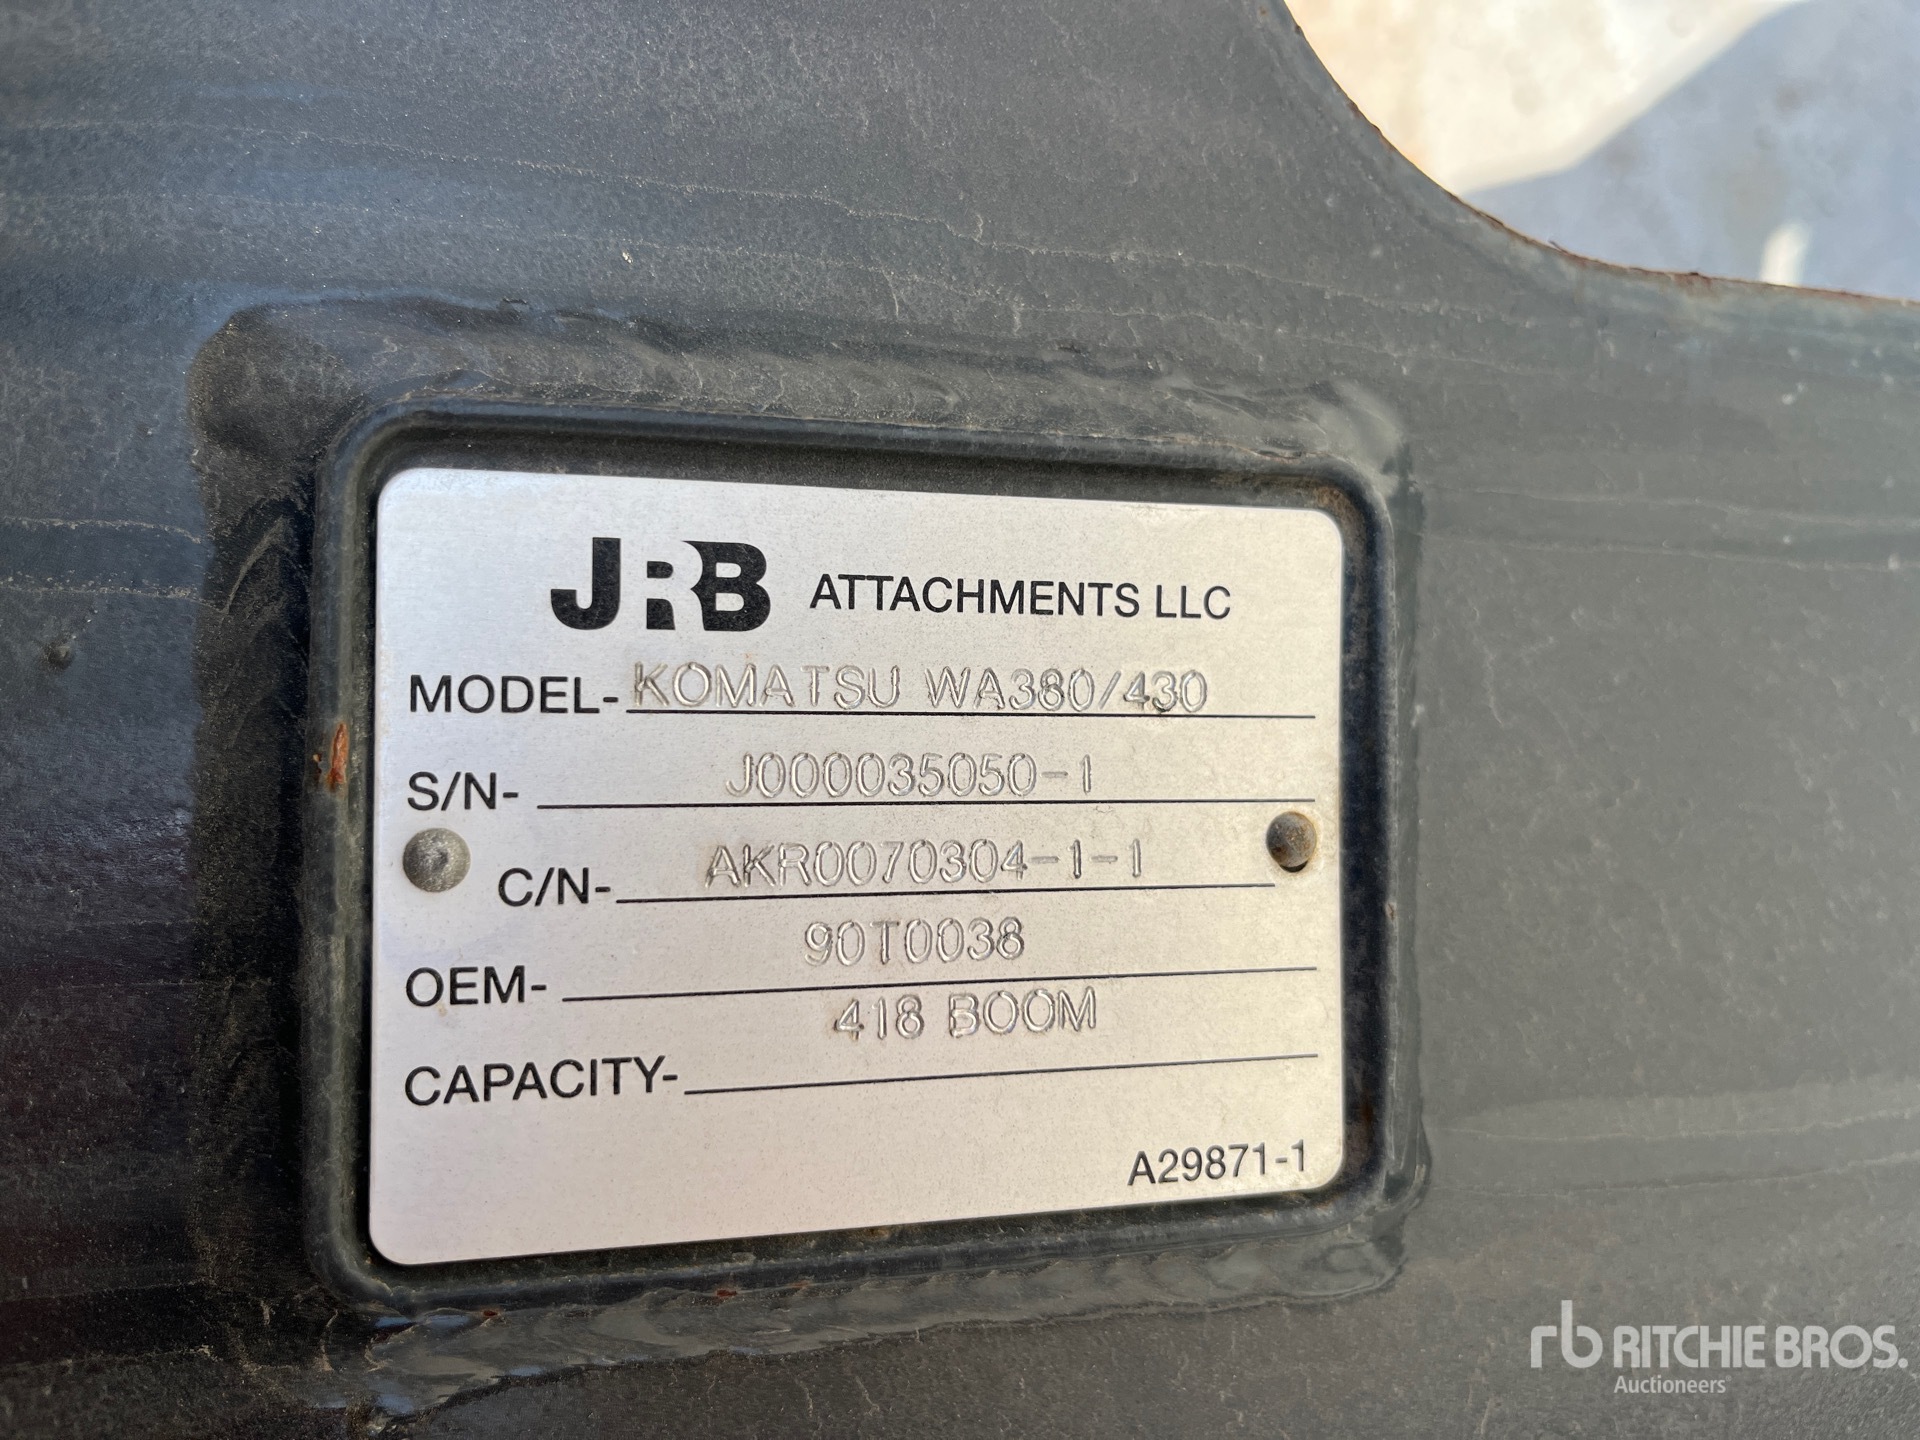 JRB ATTACHMENTS LLC
MODEL- KOMATSU WA380/430
S/N- J000035050-1
C/N- AKR0070304-1-1
OEM- 90T0038
CAPACITY- 418 BOOM
A29871-1
rb RITCHIE BROS.
Auctioneers